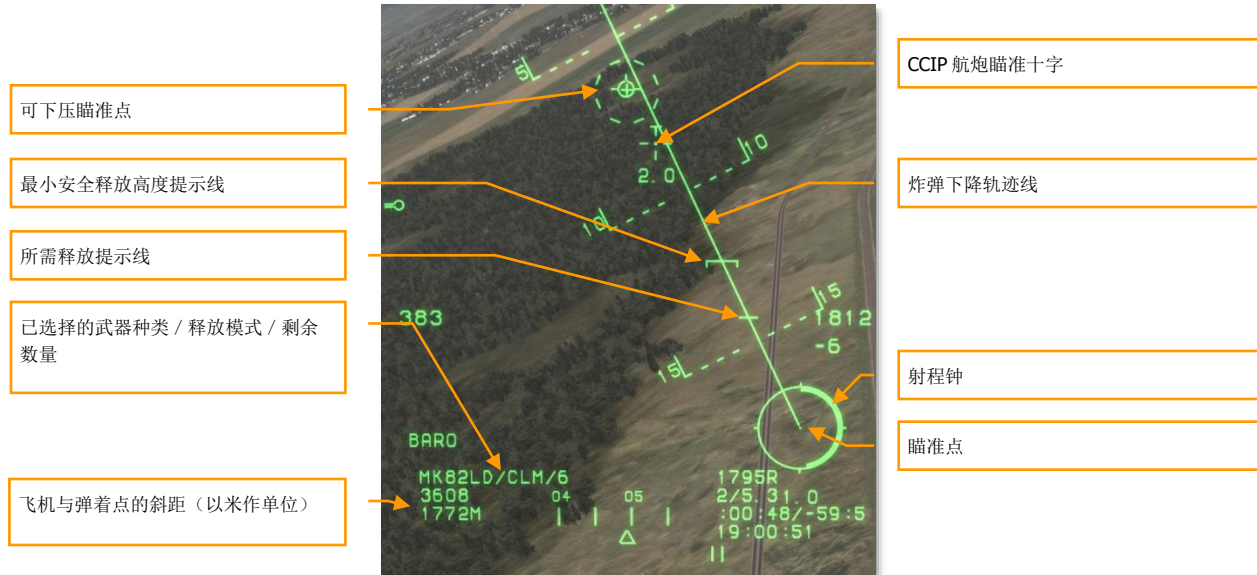 可下压瞄准点
最小安全释放高度提示线
所需释放提示线
已选择的武器种类 / 释放模式 / 剩余
数量
飞机与弹着点的斜距（以米作单位）
5
2.0
10
10
383
15
1812
-6
15
BARO
MK82LD/CLM/6
3608
1772M
04 05
1795R
2/5.31.0
:00:48/-59:5
19:00:51
CCIP 航炮瞄准十字
炸弹下降轨迹线
射程钟
瞄准点